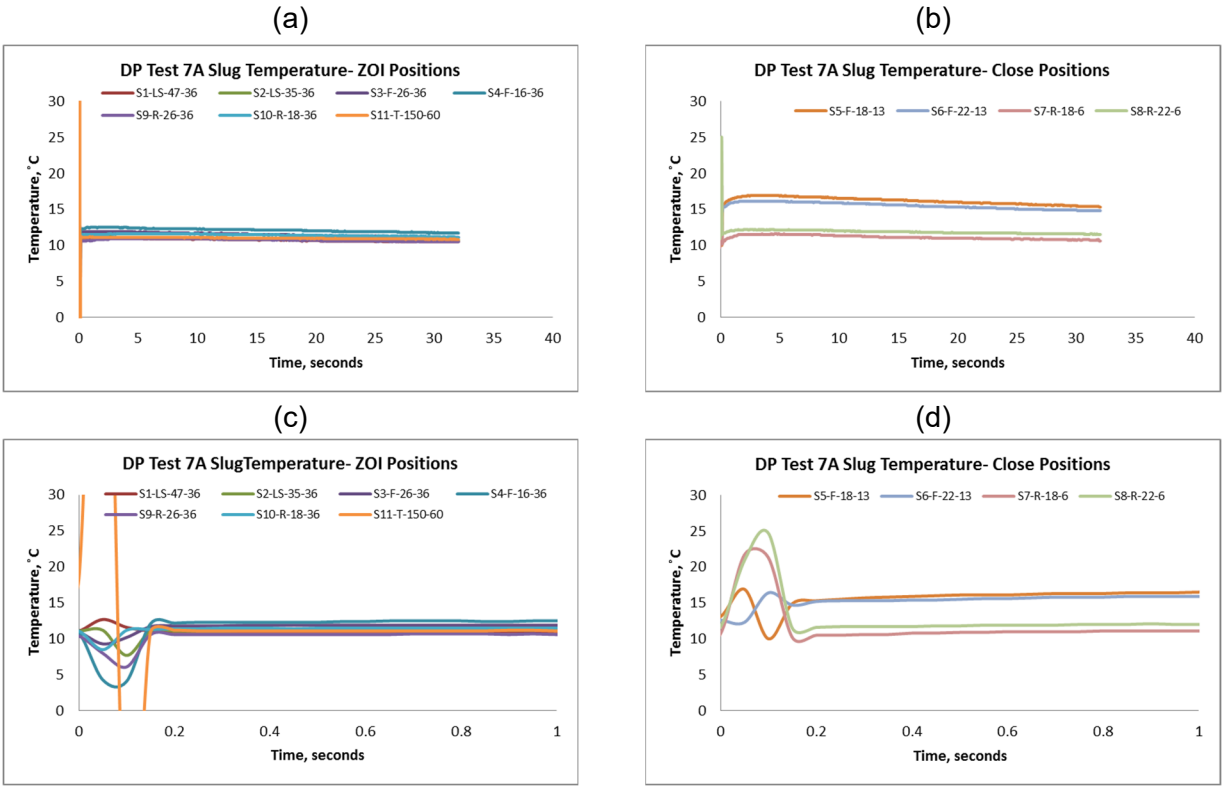 (a)
DP Test 7A Slug Temperature- ZOI Positions
S1-LS-47-36 S2-LS-35-36 S3-F-26-36 S4-F-16-36
S9-R-26-36 S10-R-18-36 S11-T-150-60
Temperature, ˚C
30
25
20
15
10
5
0
0 5 10 15 20 25 30 35 40
Time, seconds
(b)
DP Test 7A Slug Temperature- Close Positions
S5-F-18-13 S6-F-22-13 S7-R-18-6 S8-R-22-6
Temperature, ˚C
30
25
20
15
10
5
0
0 5 10 15 20 25 30 35 40
Time, seconds
(c)
DP Test 7A SlugTemperature- ZOI Positions
S1-LS-47-36 S2-LS-35-36 S3-F-26-36 S4-F-16-36
S9-R-26-36 S10-R-18-36 S11-T-150-60
Temperature, ˚C
30
25
20
15
10
5
0
0 0.2 0.4 0.6 0.8 1
Time, seconds
(d)
DP Test 7A Slug Temperature- Close Positions
S5-F-18-13 S6-F-22-13 S7-R-18-6 S8-R-22-6
Temperature, ˚C
30
25
20
15
10
5
0
0 0.2 0.4 0.6 0.8 1
Time, seconds